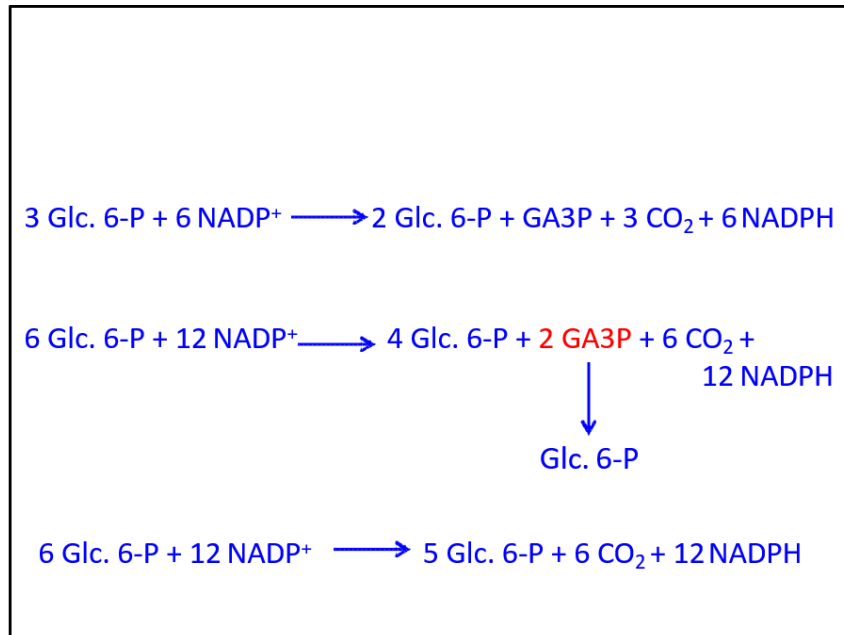 3 Glc. 6-P + 6 NADP⁺ ⟶ 2 Glc. 6-P + GA3P + 3 CO₂ + 6 NADPH
6 Glc. 6-P + 12 NADP⁺ ⟶ 4 Glc. 6-P + 2 GA3P + 6 CO₂ +
12 NADPH
Glc. 6-P
6 Glc. 6-P + 12 NADP⁺ ⟶ 5 Glc. 6-P + 6 CO₂ + 12 NADPH